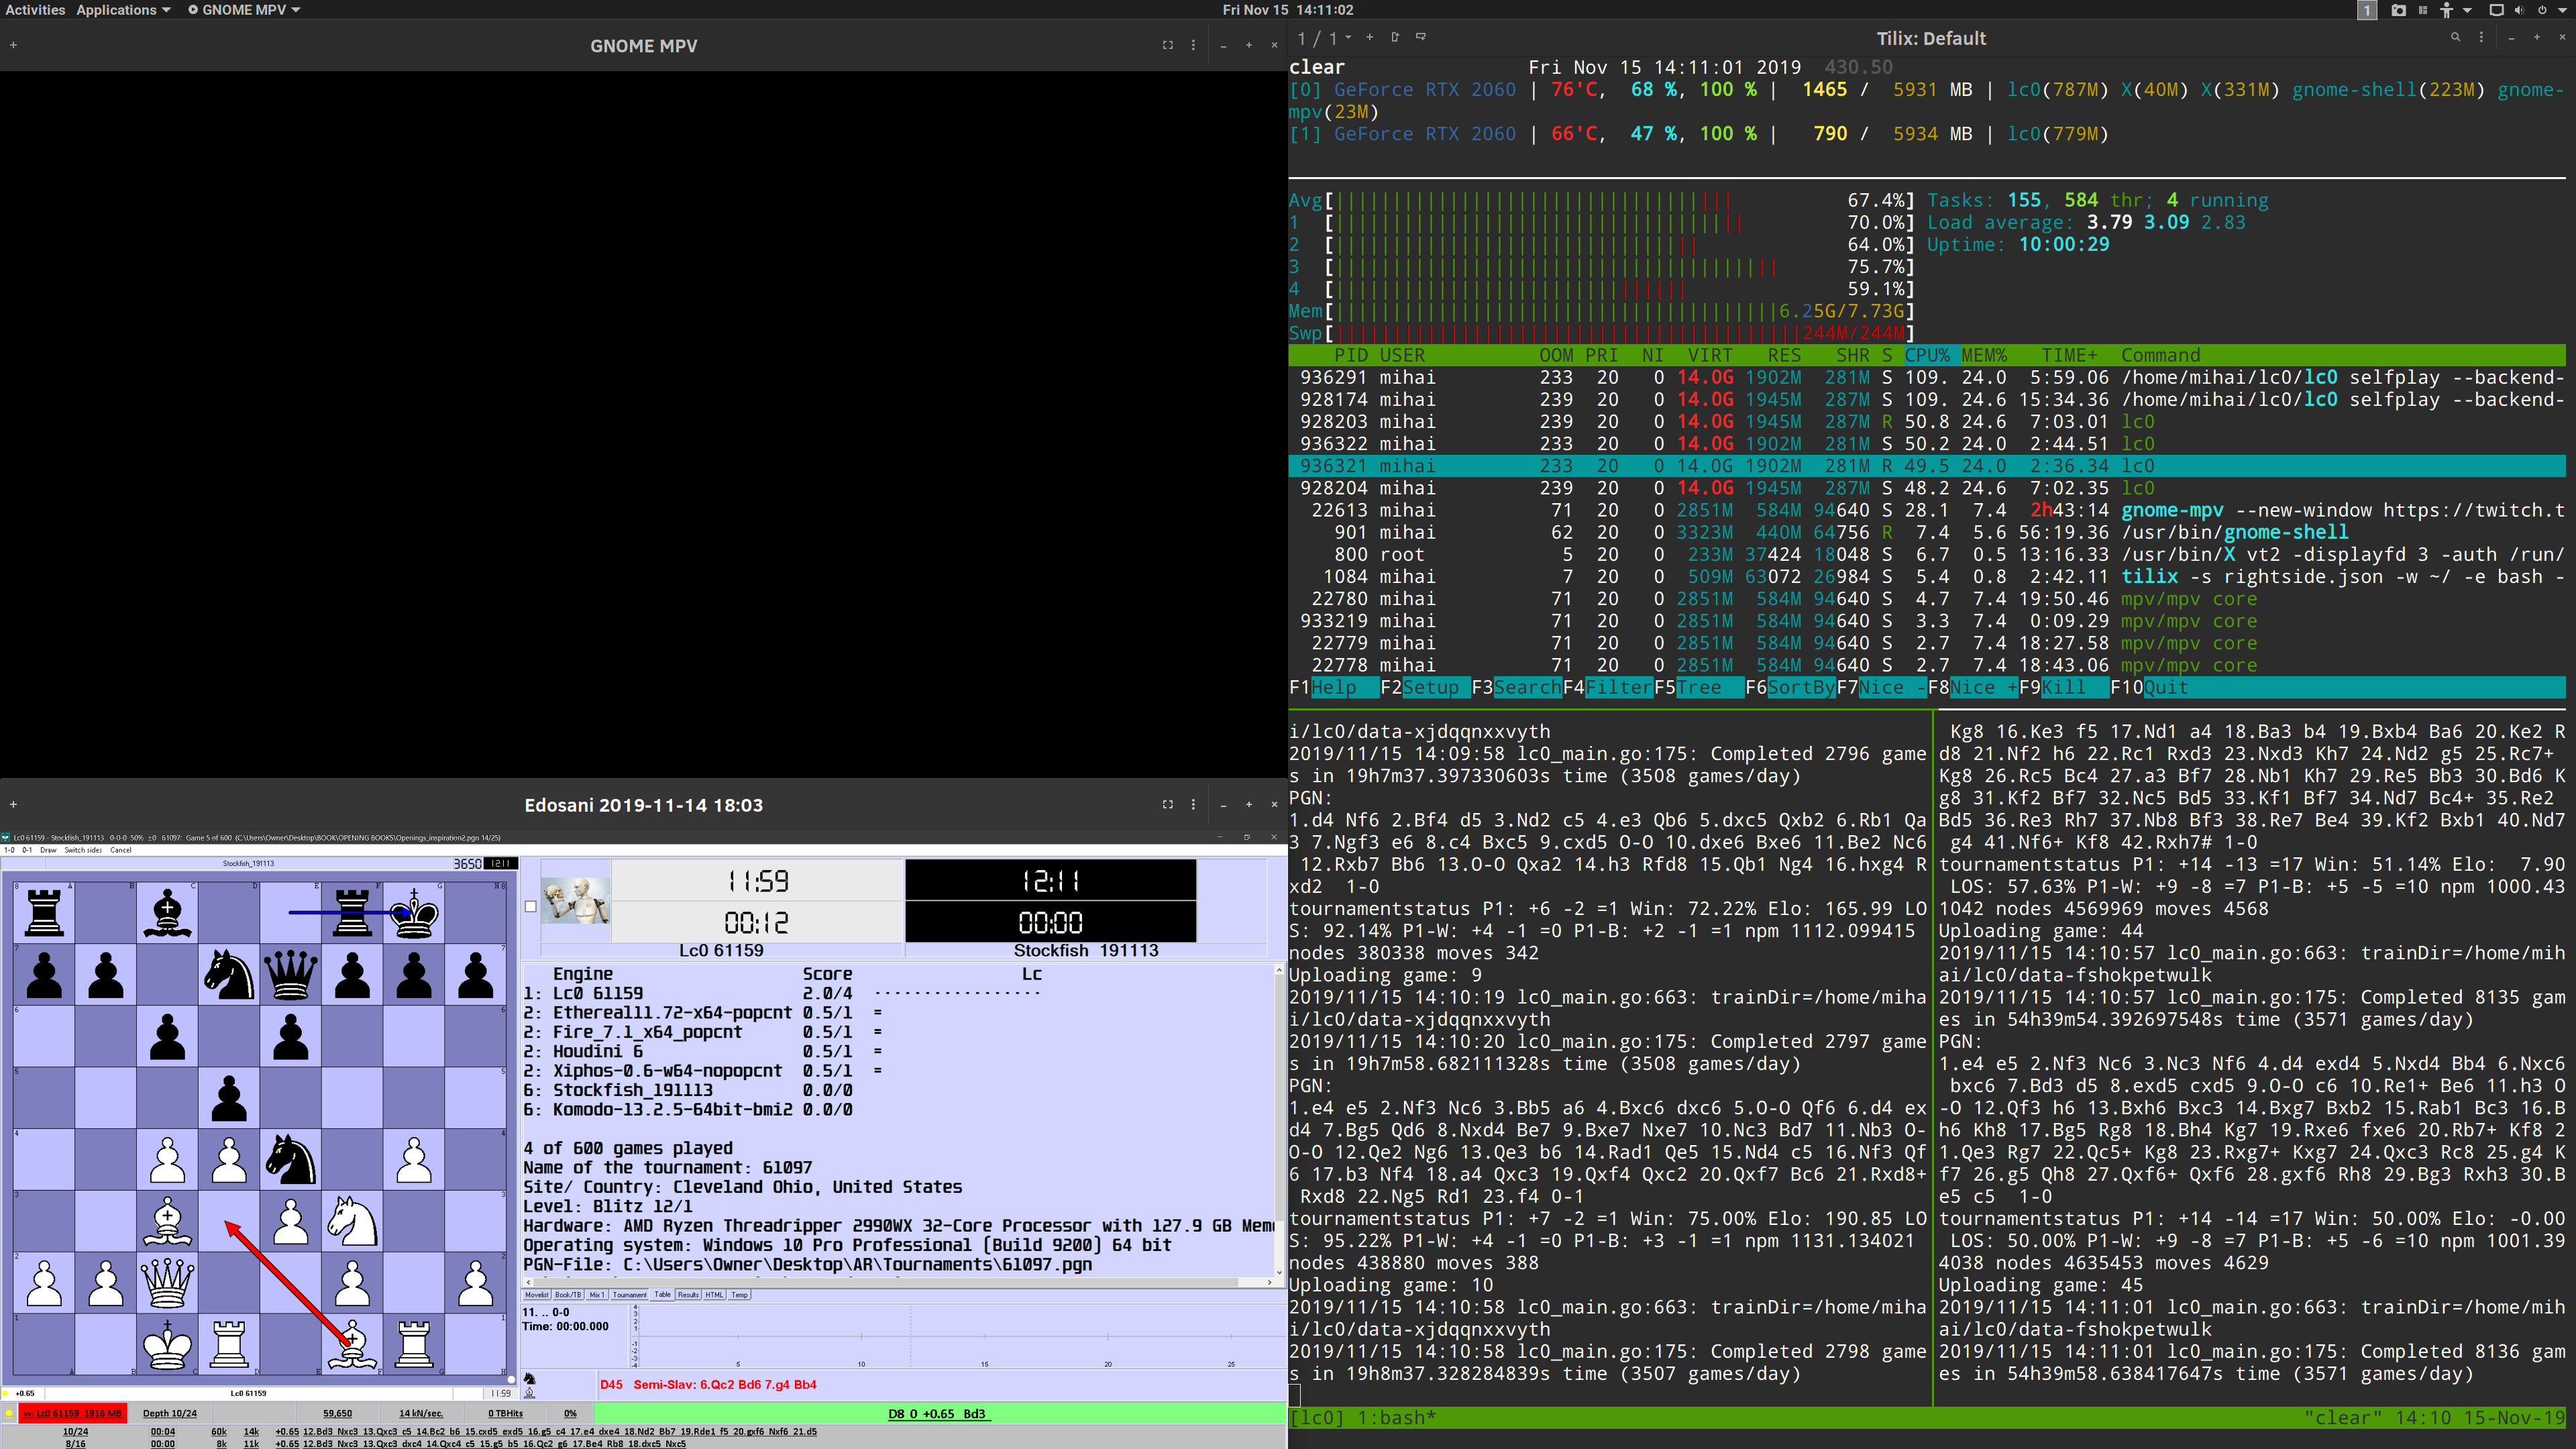 Activities Applications GNOME MPV Fri Nov 15 14:11:02 1
GNOME MPV
Edosani 2019-11-14 18:03
Lc0 61159 - Stockfish_191113 0-0-0 50% ±0 61097: Game 5 of 600 (C:\Users\Owner\Desktop\BOOK\OPENING BOOKS\Openings_inspiration2.pgn 14/25)
1-0 0-1 Draw Switch sides Cancel
Stockfish_191113 3650 12:11
11:59 12:11
00:12 00:00
Lc0 61159 Stockfish 191113
Engine Score Lc
1: Lc0 61159 2.0/4 - - - - - - - - - - - - - - - - -
2: Ethereal11.72-x64-popcnt 0.5/1 =
2: Fire_7.1_x64_popcnt 0.5/1 =
2: Houdini 6 0.5/1 =
2: Xiphos-0.6-w64-nopopcnt 0.5/1 =
6: Stockfish_191113 0.0/0
6: Komodo-13.2.5-64bit-bmi2 0.0/0
4 of 600 games played
Name of the tournament: 61097
Site/ Country: Cleveland Ohio, United States
Level: Blitz 12/1
Hardware: AMD Ryzen Threadripper 2990WX 32-Core Processor with 127.9 GB Mem
Operating system: Windows 10 Pro Professional (Build 9200) 64 bit
PGN-File: C:\Users\Owner\Desktop\AR\Tournaments\61097.pgn
Movelist Book/TB Mix 1 Tournament Table Results HTML Temp
11. .. 0-0
Time: 00:00.000
5 10 15 20 25
D45 Semi-Slav: 6.Qc2 Bd6 7.g4 Bb4
+0.65 Lc0 61159 11:59
w: Lc0 61159, 1916 MB Depth 10/24 59,650 14 kN/sec. 0 TBHits 0% D8 0 +0.65 Bd3
10/24 00:04 60k 14k +0.65 12.Bd3 Nxc3 13.Qxc3 c5 14.Bc2 b6 15.cxd5 exd5 16.g5 c4 17.e4 dxe4 18.Nd2 Bb7 19.Rde1 f5 20.gxf6 Nxf6 21.d5
8/16 00:00 8k 11k +0.65 12.Bd3 Nxc3 13.Qxc3 dxc4 14.Qxc4 c5 15.g5 b5 16.Qc2 g6 17.Be4 Rb8 18.dxc5 Nxc5
1 / 1 Tilix: Default
clear Fri Nov 15 14:11:01 2019 430.50
[0] GeForce RTX 2060 | 76'C, 68 %, 100 % | 1465 / 5931 MB | lc0(787M) X(40M) X(331M) gnome-shell(223M) gnome-
mpv(23M)
[1] GeForce RTX 2060 | 66'C, 47 %, 100 % | 790 / 5934 MB | lc0(779M)
Avg[ 67.4%] Tasks: 155, 584 thr; 4 running
1 [ 70.0%] Load average: 3.79 3.09 2.83
2 [ 64.0%] Uptime: 10:00:29
3 [ 75.7%]
4 [ 59.1%]
Mem[ 6.25G/7.73G]
Swp[ 244M/244M]
PID USER OOM PRI NI VIRT RES SHR S CPU% MEM% TIME+ Command
936291 mihai 233 20 0 14.0G 1902M 281M S 109. 24.0 5:59.06 /home/mihai/lc0/lc0 selfplay --backend-
928174 mihai 239 20 0 14.0G 1945M 287M S 109. 24.6 15:34.36 /home/mihai/lc0/lc0 selfplay --backend-
928203 mihai 239 20 0 14.0G 1945M 287M R 50.8 24.6 7:03.01 lc0
936322 mihai 233 20 0 14.0G 1902M 281M S 50.2 24.0 2:44.51 lc0
936321 mihai 233 20 0 14.0G 1902M 281M R 49.5 24.0 2:36.34 lc0
928204 mihai 239 20 0 14.0G 1945M 287M S 48.2 24.6 7:02.35 lc0
22613 mihai 71 20 0 2851M 584M 94640 S 28.1 7.4 2h43:14 gnome-mpv --new-window https://twitch.t
901 mihai 62 20 0 3323M 440M 64756 R 7.4 5.6 56:19.36 /usr/bin/gnome-shell
800 root 5 20 0 233M 37424 18048 S 6.7 0.5 13:16.33 /usr/bin/X vt2 -displayfd 3 -auth /run/
1084 mihai 7 20 0 509M 63072 26984 S 5.4 0.8 2:42.11 tilix -s rightside.json -w ~/ -e bash -
22780 mihai 71 20 0 2851M 584M 94640 S 4.7 7.4 19:50.46 mpv/mpv core
933219 mihai 71 20 0 2851M 584M 94640 S 3.3 7.4 0:09.29 mpv/mpv core
22779 mihai 71 20 0 2851M 584M 94640 S 2.7 7.4 18:27.58 mpv/mpv core
22778 mihai 71 20 0 2851M 584M 94640 S 2.7 7.4 18:43.06 mpv/mpv core
F1Help F2Setup F3SearchF4FilterF5Tree F6SortByF7Nice -F8Nice +F9Kill F10Quit
i/lc0/data-xjdqqnxxvyth
2019/11/15 14:09:58 lc0_main.go:175: Completed 2796 game
s in 19h7m37.397330603s time (3508 games/day)
PGN:
1.d4 Nf6 2.Bf4 d5 3.Nd2 c5 4.e3 Qb6 5.dxc5 Qxb2 6.Rb1 Qa
3 7.Ngf3 e6 8.c4 Bxc5 9.cxd5 O-O 10.dxe6 Bxe6 11.Be2 Nc6
12.Rxb7 Bb6 13.O-O Qxa2 14.h3 Rfd8 15.Qb1 Ng4 16.hxg4 R
xd2 1-0
tournamentstatus P1: +6 -2 =1 Win: 72.22% Elo: 165.99 LO
S: 92.14% P1-W: +4 -1 =0 P1-B: +2 -1 =1 npm 1112.099415
nodes 380338 moves 342
Uploading game: 9
2019/11/15 14:10:19 lc0_main.go:663: trainDir=/home/miha
i/lc0/data-xjdqqnxxvyth
2019/11/15 14:10:20 lc0_main.go:175: Completed 2797 game
s in 19h7m58.682111328s time (3508 games/day)
PGN:
1.e4 e5 2.Nf3 Nc6 3.Bb5 a6 4.Bxc6 dxc6 5.O-O Qf6 6.d4 ex
d4 7.Bg5 Qd6 8.Nxd4 Be7 9.Bxe7 Nxe7 10.Nc3 Bd7 11.Nb3 O-
O-O 12.Qe2 Ng6 13.Qe3 b6 14.Rad1 Qe5 15.Nd4 c5 16.Nf3 Qf
6 17.b3 Nf4 18.a4 Qxc3 19.Qxf4 Qxc2 20.Qxf7 Bc6 21.Rxd8+
Rxd8 22.Ng5 Rd1 23.f4 0-1
tournamentstatus P1: +7 -2 =1 Win: 75.00% Elo: 190.85 LO
S: 95.22% P1-W: +4 -1 =0 P1-B: +3 -1 =1 npm 1131.134021
nodes 438880 moves 388
Uploading game: 10
2019/11/15 14:10:58 lc0_main.go:663: trainDir=/home/miha
i/lc0/data-xjdqqnxxvyth
2019/11/15 14:10:58 lc0_main.go:175: Completed 2798 game
s in 19h8m37.328284839s time (3507 games/day)
Kg8 16.Ke3 f5 17.Nd1 a4 18.Ba3 b4 19.Bxb4 Ba6 20.Ke2 R
d8 21.Nf2 h6 22.Rc1 Rxd3 23.Nxd3 Kh7 24.Nd2 g5 25.Rc7+
Kg8 26.Rc5 Bc4 27.a3 Bf7 28.Nb1 Kh7 29.Re5 Bb3 30.Bd6 K
g8 31.Kf2 Bf7 32.Nc5 Bd5 33.Kf1 Bf7 34.Nd7 Bc4+ 35.Re2
Bd5 36.Re3 Rh7 37.Nb8 Bf3 38.Re7 Be4 39.Kf2 Bxb1 40.Nd7
g4 41.Nf6+ Kf8 42.Rxh7# 1-0
tournamentstatus P1: +14 -13 =17 Win: 51.14% Elo: 7.90
LOS: 57.63% P1-W: +9 -8 =7 P1-B: +5 -5 =10 npm 1000.43
1042 nodes 4569969 moves 4568
Uploading game: 44
2019/11/15 14:10:57 lc0_main.go:663: trainDir=/home/mih
ai/lc0/data-fshokpetwulk
2019/11/15 14:10:57 lc0_main.go:175: Completed 8135 gam
es in 54h39m54.392697548s time (3571 games/day)
PGN:
1.e4 e5 2.Nf3 Nc6 3.Nc3 Nf6 4.d4 exd4 5.Nxd4 Bb4 6.Nxc6
bxc6 7.Bd3 d5 8.exd5 cxd5 9.O-O c6 10.Re1+ Be6 11.h3 O
-O 12.Qf3 h6 13.Bxh6 Bxc3 14.Bxg7 Bxb2 15.Rab1 Bc3 16.B
h6 Kh8 17.Bg5 Rg8 18.Bh4 Kg7 19.Rxe6 fxe6 20.Rb7+ Kf8 2
1.Qe3 Rg7 22.Qc5+ Kg8 23.Rxg7+ Kxg7 24.Qxc3 Rc8 25.g4 K
f7 26.g5 Qh8 27.Qxf6+ Qxf6 28.gxf6 Rh8 29.Bg3 Rxh3 30.B
e5 c5 1-0
tournamentstatus P1: +14 -14 =17 Win: 50.00% Elo: -0.00
LOS: 50.00% P1-W: +9 -8 =7 P1-B: +5 -6 =10 npm 1001.39
4038 nodes 4635453 moves 4629
Uploading game: 45
2019/11/15 14:11:01 lc0_main.go:663: trainDir=/home/mih
ai/lc0/data-fshokpetwulk
2019/11/15 14:11:01 lc0_main.go:175: Completed 8136 gam
es in 54h39m58.638417647s time (3571 games/day)
[lc0] 1:bash* "clear" 14:10 15-Nov-19